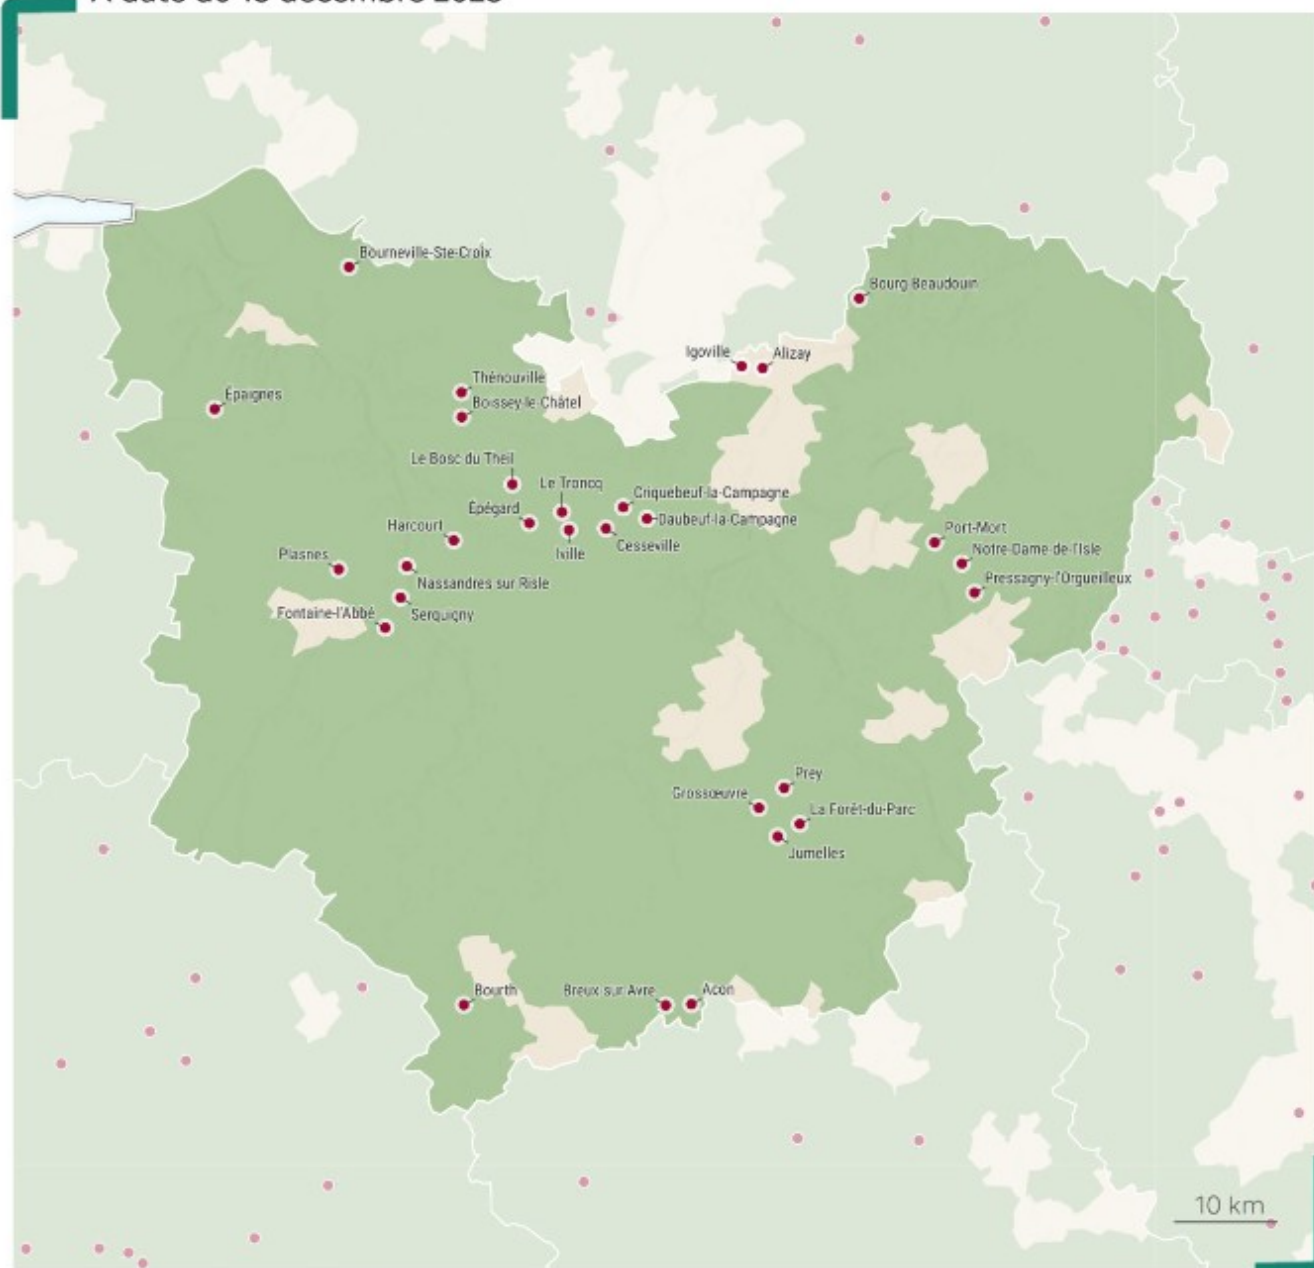 Bourneville-Ste-Croix
Bourg Beaudouin
Igoville
Alizay
Thénouville
Épaignes
Boissey-le-Châtel
Le Bosc du Theil
Le Troncq
Criquebeuf-la-Campagne
Épégard
Daubeuf-la-Campagne
Harcourt
Port-Mort
Iville
Cesseville
Plasnes
Notre-Dame-de-l'Isle
Nassandres sur Risle
Pressagny-l'Orgueilleux
Fontaine-l'Abbé
Serquigny
Prey
Grossœuvre
La Forêt-du-Parc
Jumelles
Bourth
Breux sur Avre
Acon
10 km